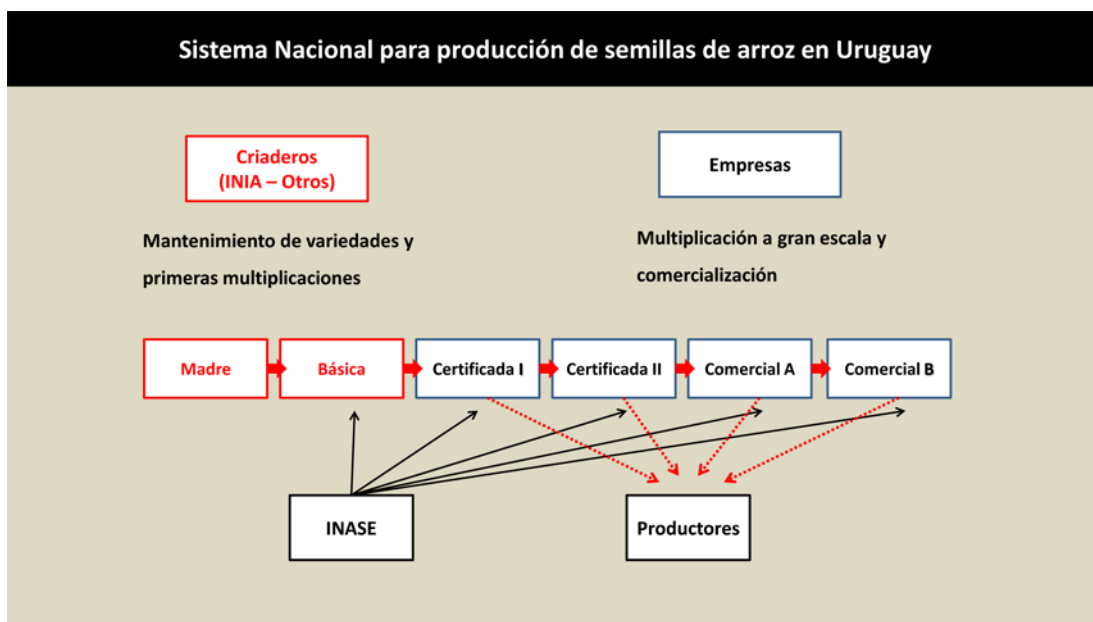 Sistema Nacional para producción de semillas de arroz en Uruguay
Criaderos
(INIA – Otros)
Empresas
Mantenimiento de variedades y
primeras multiplicaciones
Multiplicación a gran escala y
comercialización
Madre
Básica
Certificada I
Certificada II
Comercial A
Comercial B
INASE
Productores